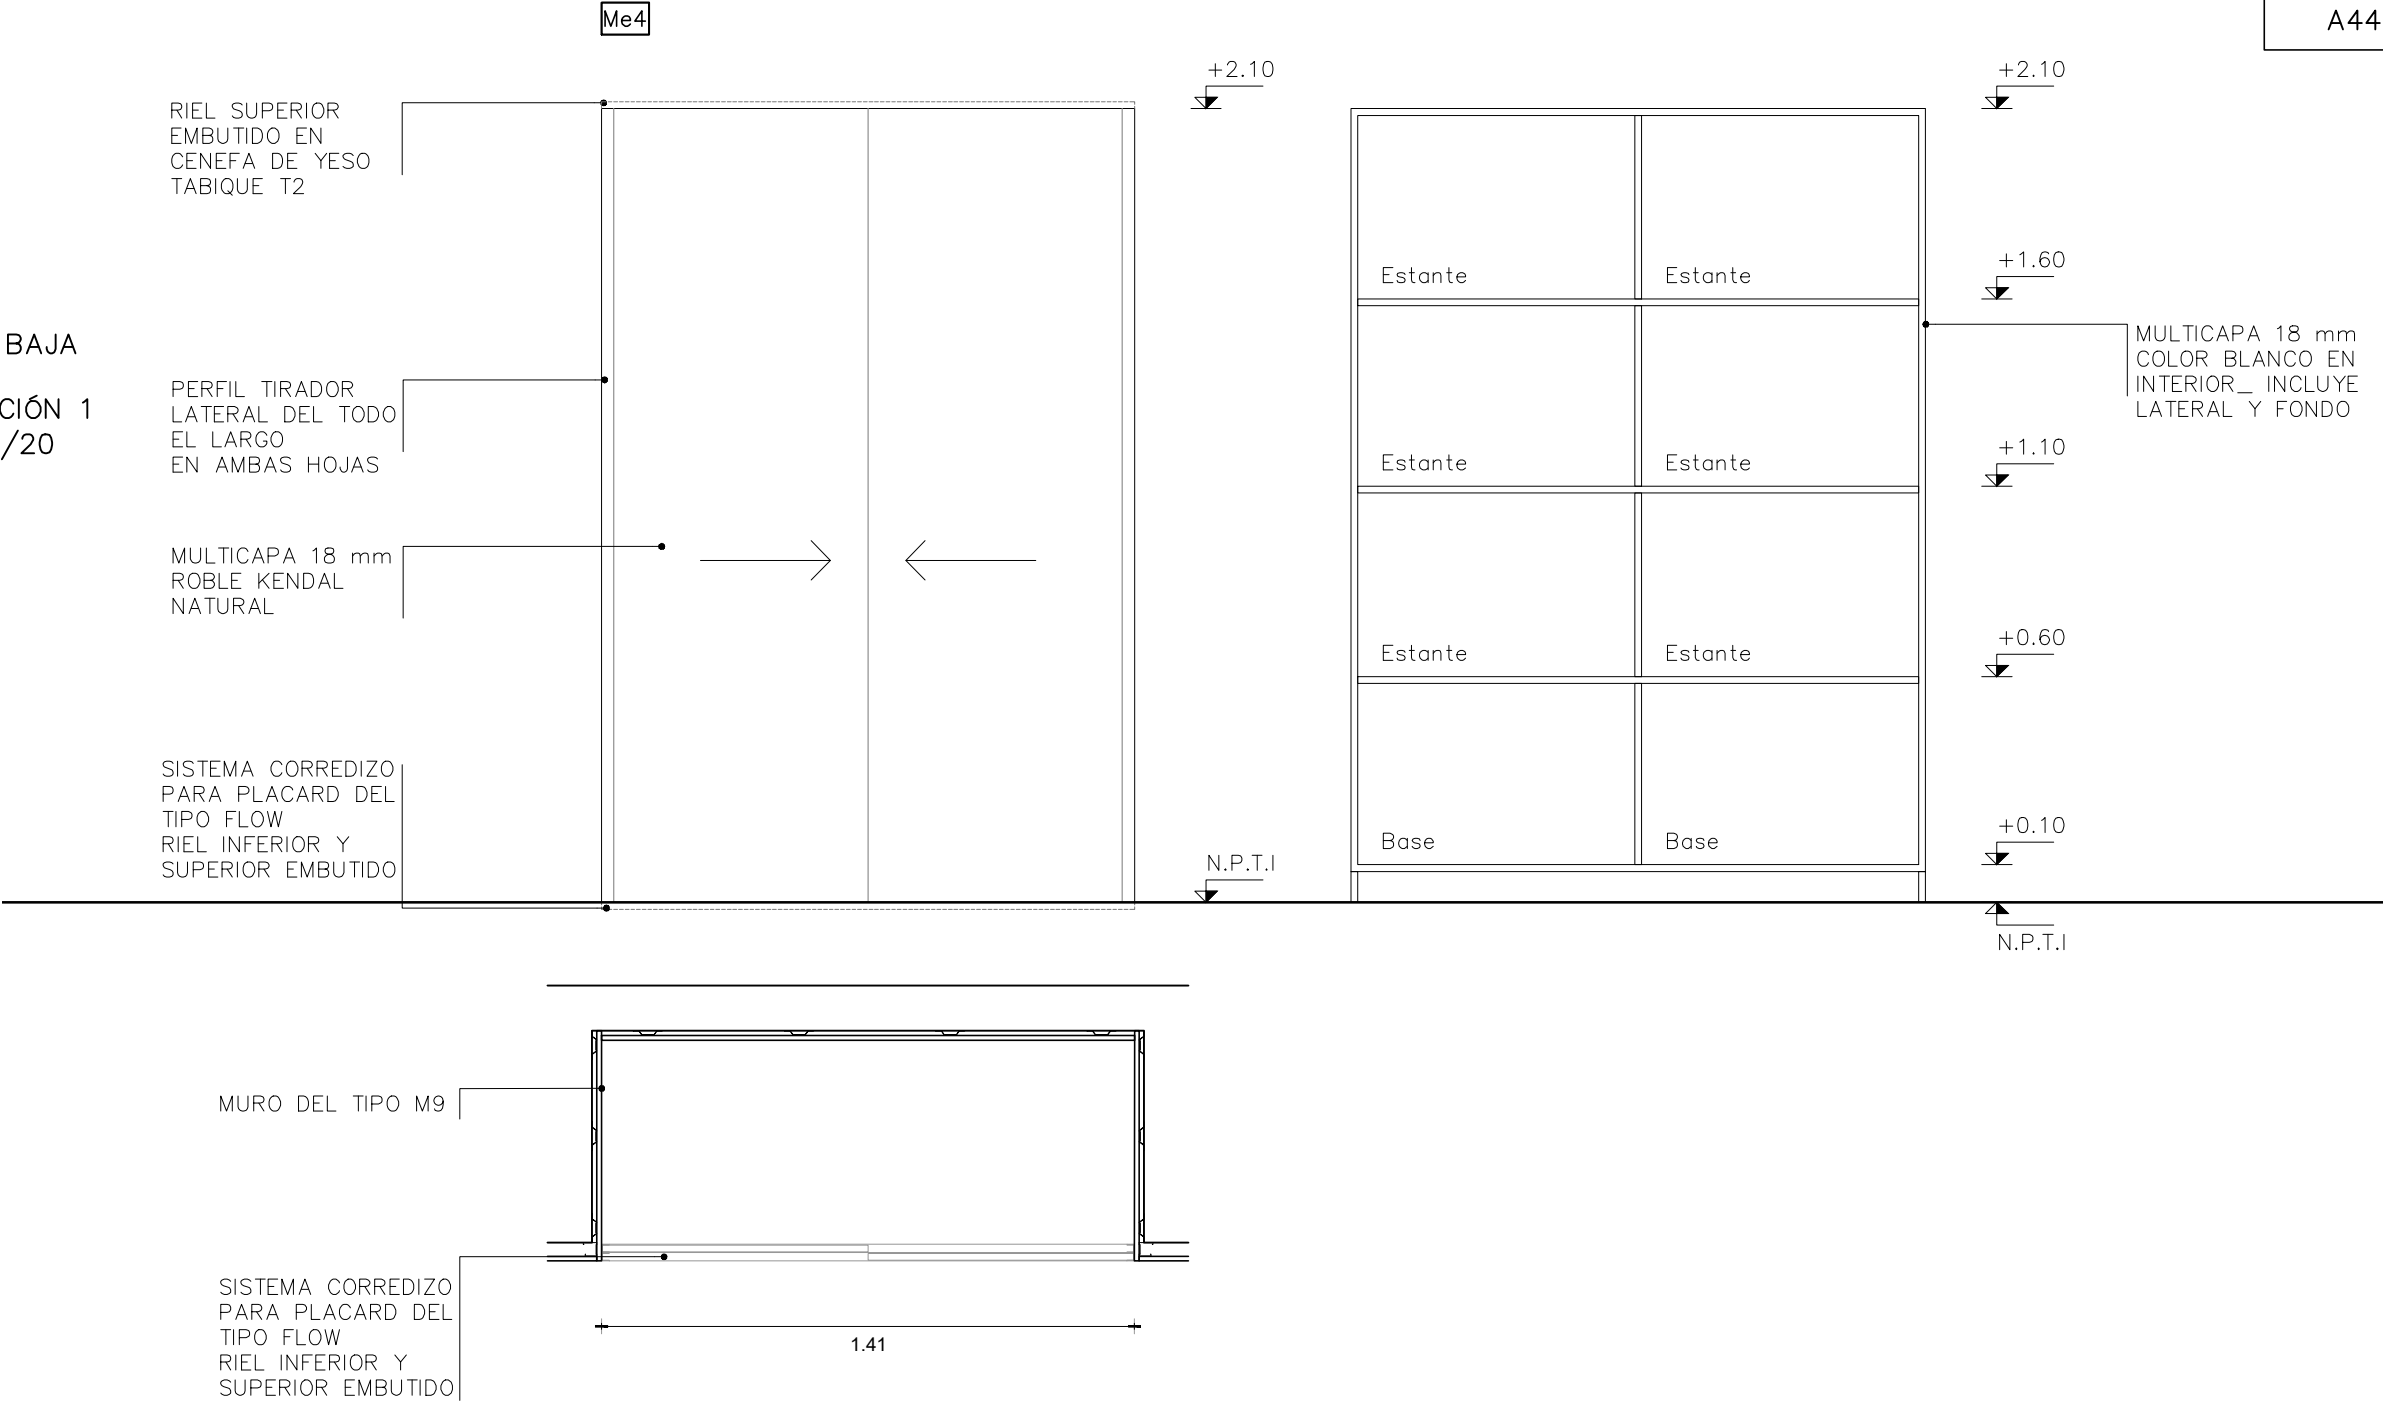 Me4
A44
+2.10
+2.10
RIEL SUPERIOR
EMBUTIDO EN
CENEFA DE YESO
TABIQUE T2
+1.60
Estante
Estante
BAJA
MULTICAPA 18 mm
COLOR BLANCO EN
INTERIOR_ INCLUYE
LATERAL Y FONDO
PERFIL TIRADOR
LATERAL DEL TODO
EL LARGO
EN AMBAS HOJAS
CIÓN 1
/20
+1.10
Estante
Estante
MULTICAPA 18 mm
ROBLE KENDAL
NATURAL
+0.60
Estante
Estante
SISTEMA CORREDIZO
PARA PLACARD DEL
TIPO FLOW
RIEL INFERIOR Y
SUPERIOR EMBUTIDO
+0.10
Base
Base
N.P.T.I
N.P.T.I
MURO DEL TIPO M9
SISTEMA CORREDIZO
PARA PLACARD DEL
TIPO FLOW
RIEL INFERIOR Y
SUPERIOR EMBUTIDO
1.41